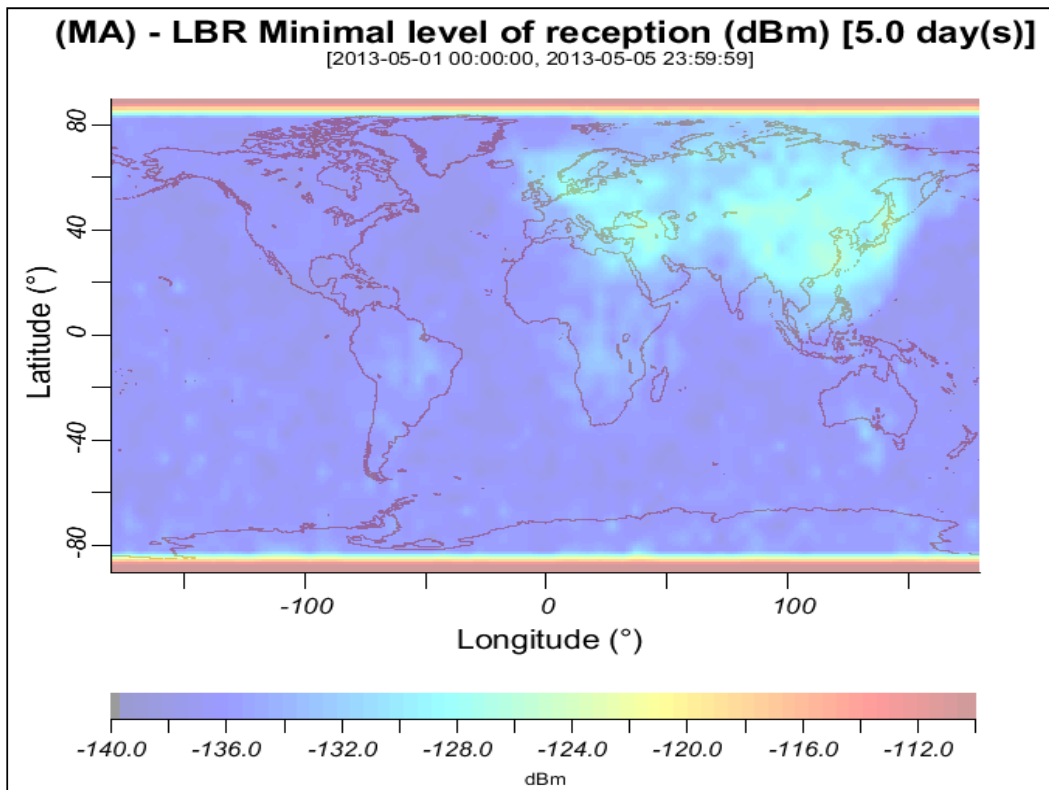 (MA) - LBR Minimal level of reception (dBm) [5.0 day(s)]
[2013-05-01 00:00:00, 2013-05-05 23:59:59]
Latitude (°)
80
40
0
-40
-80
-100 0 100
Longitude (°)
-140.0 -136.0 -132.0 -128.0 -124.0 -120.0 -116.0 -112.0
dBm